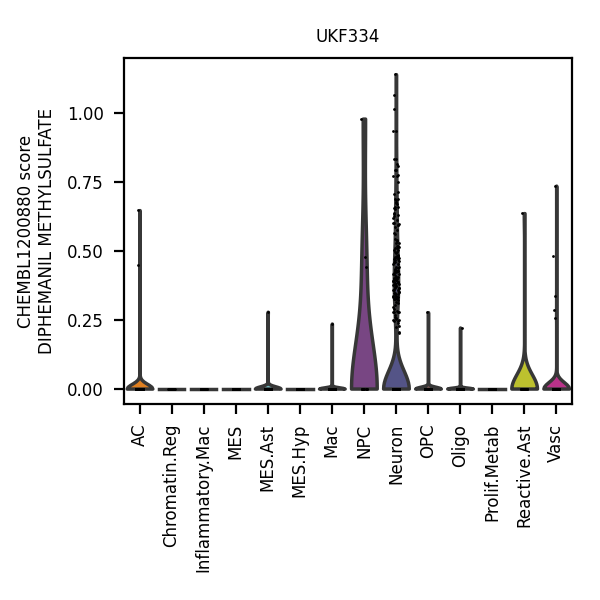 UKF334
CHEMBL1200880 score
DIPHEMANIL METHYLSULFATE
1.00
0.75
0.50
0.25
0.00
AC
Chromatin.Reg
Inflammatory.Mac
MES
MES.Ast
MES.Hyp
Mac
NPC
Neuron
OPC
Oligo
Prolif.Metab
Reactive.Ast
Vasc